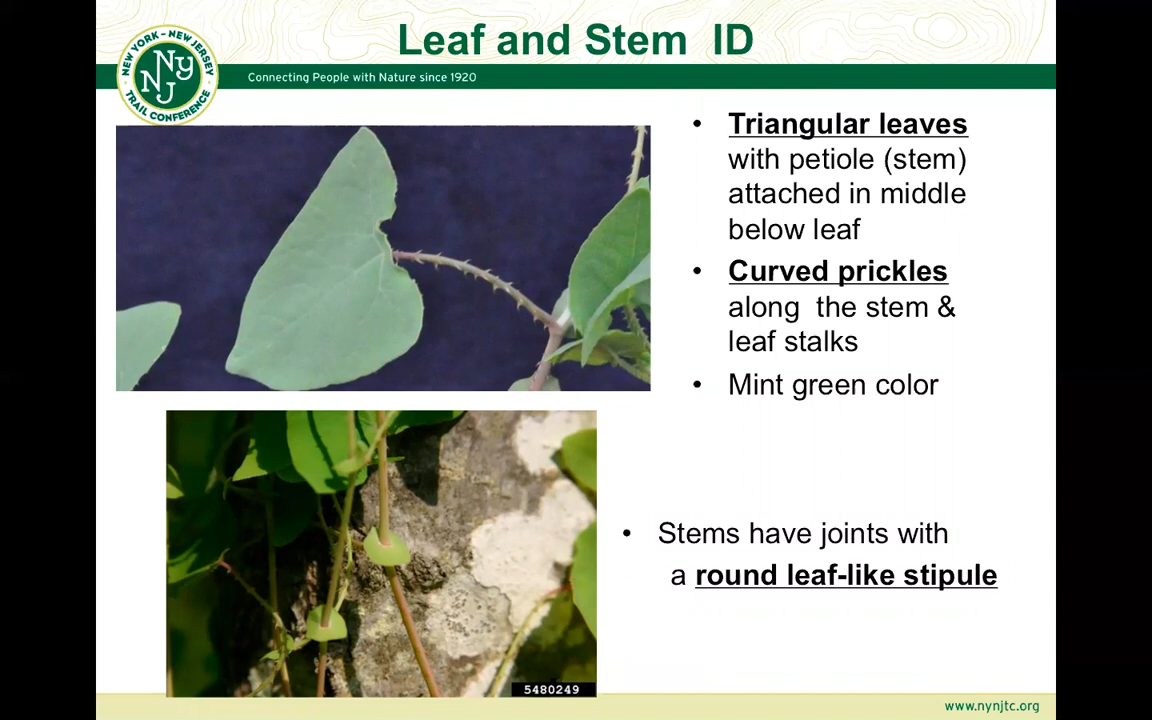 Leaf and Stem ID
NEW YORK - NEW JERSEY
NY
NJ
TRAIL CONFERENCE
Connecting People with Nature since 1920
• Triangular leaves
with petiole (stem)
attached in middle
below leaf
• Curved prickles
along the stem &
leaf stalks
• Mint green color
• Stems have joints with
a round leaf-like stipule
5480249
www.nynjtc.org